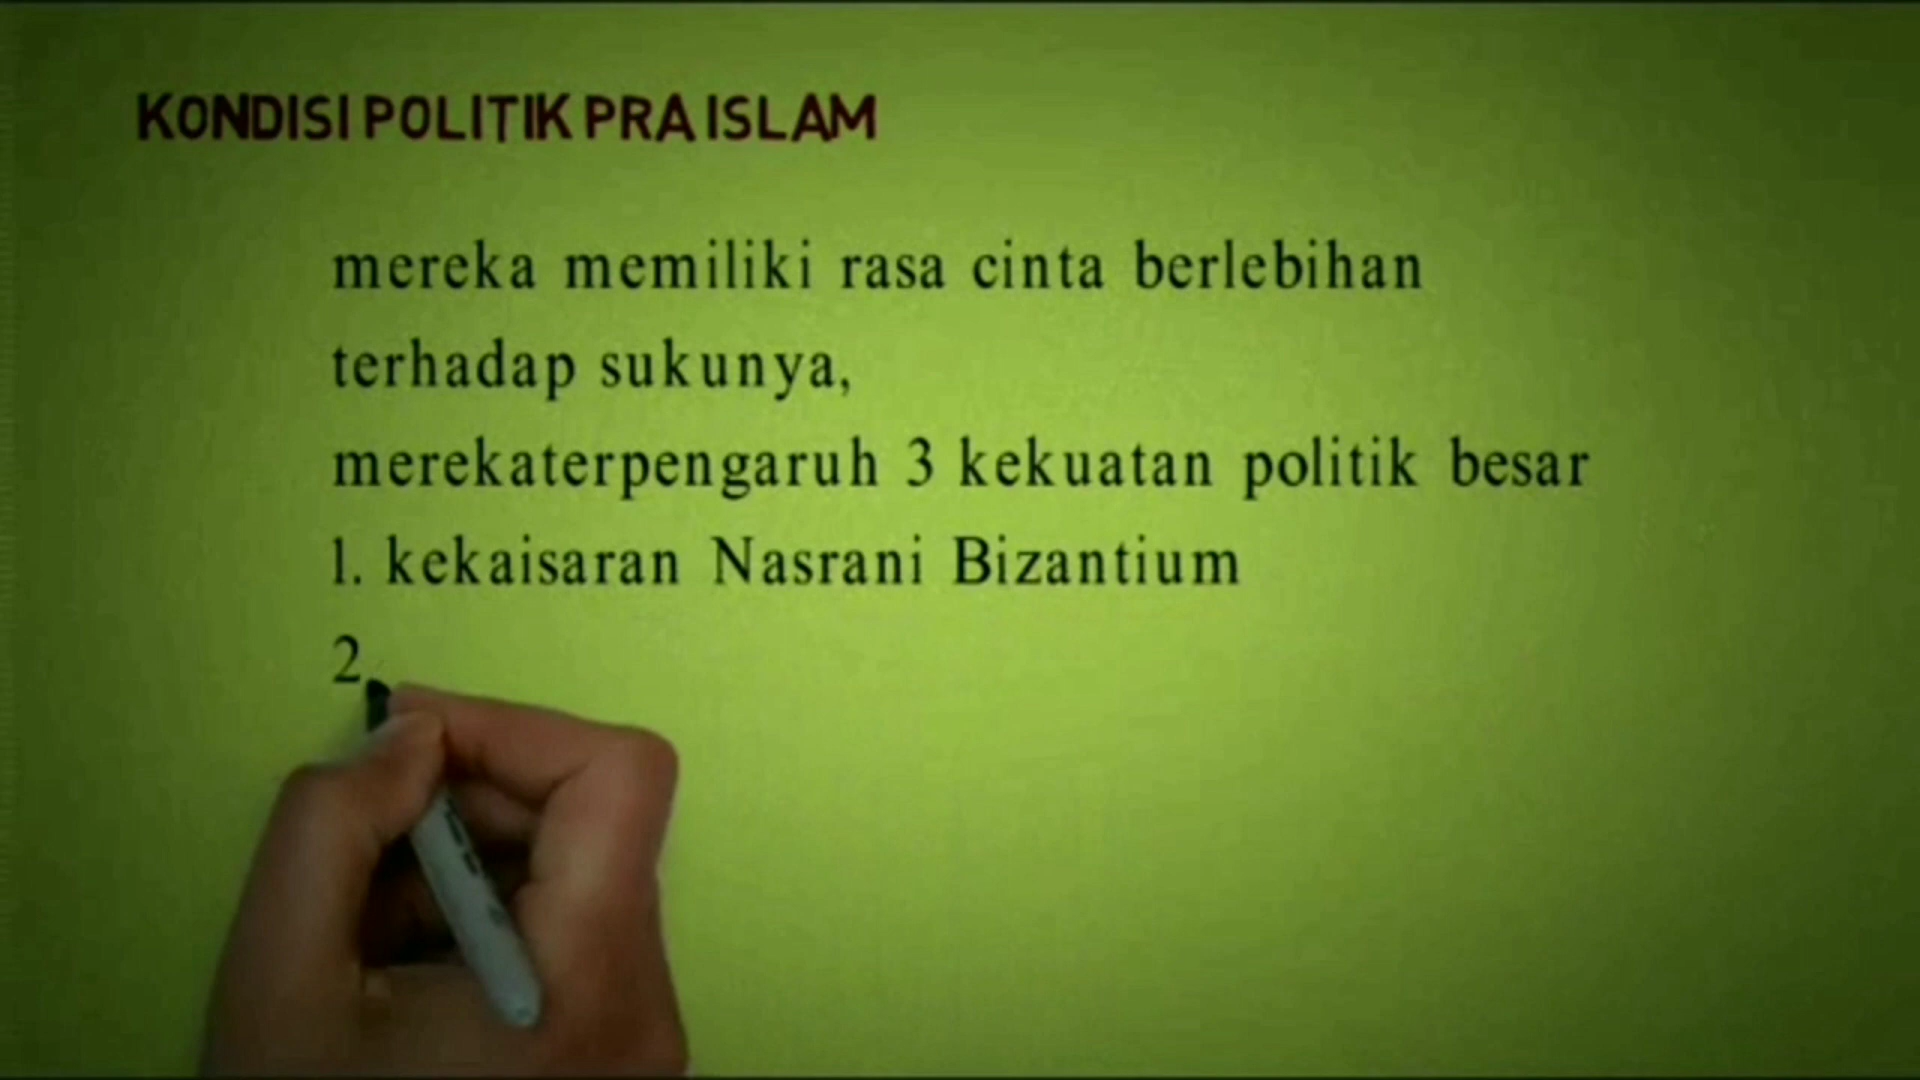 KONDISI POLITIK PRA ISLAM
mereka memiliki rasa cinta berlebihan
terhadap sukunya,
merekaterpengaruh 3 kekuatan politik besar
1. kekaisaran Nasrani Bizantium
2.